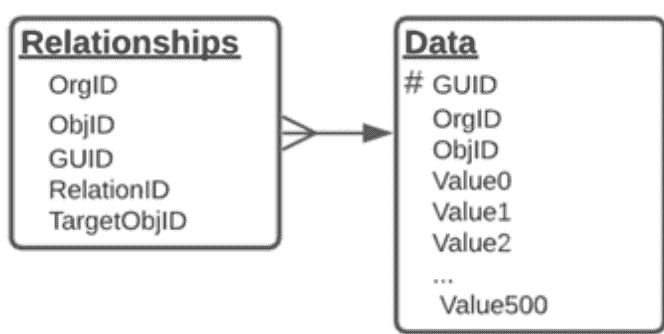 Relationships
OrgID
ObjID
GUID
RelationID
TargetObjID
Data
# GUID
OrgID
ObjID
Value0
Value1
Value2
...
Value500